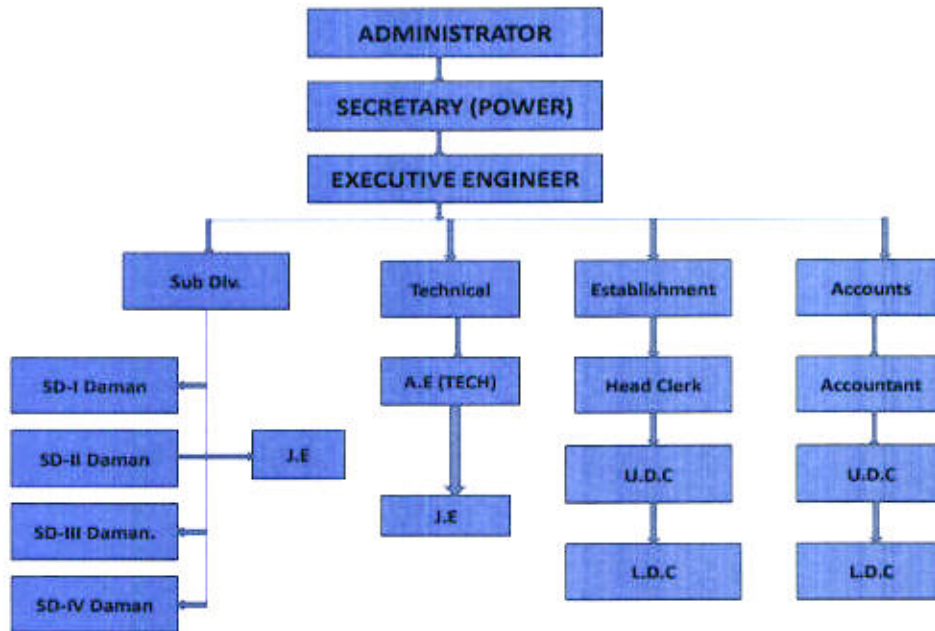 ADMINISTRATOR
SECRETARY (POWER)
EXECUTIVE ENGINEER
Sub Div.
Technical
Establishment
Accounts
SD-I Daman
A.E (TECH)
Head Clerk
Accountant
SD-II Daman
J.E
U.D.C
U.D.C
SD-III Daman.
J.E
L.D.C
L.D.C
SD-IV Daman